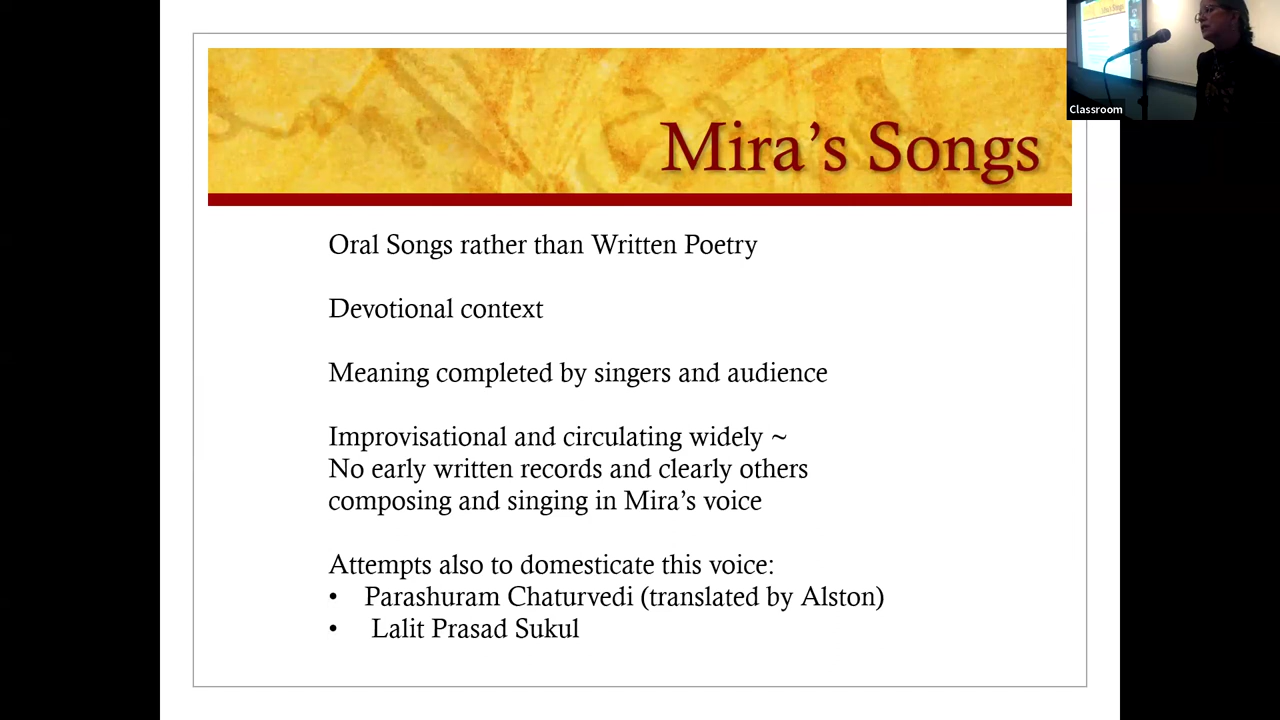 Mira’s Songs
Classroom
Oral Songs rather than Written Poetry
Devotional context
Meaning completed by singers and audience
Improvisational and circulating widely ~
No early written records and clearly others
composing and singing in Mira’s voice
Attempts also to domesticate this voice:
• Parashuram Chaturvedi (translated by Alston)
• Lalit Prasad Sukul